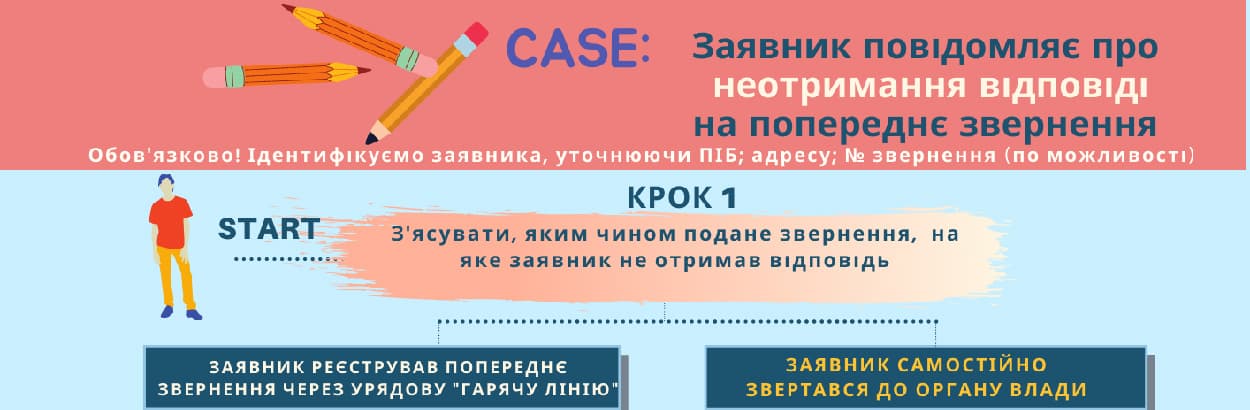 CASE:
Заявник повідомляє про
неотримання відповіді
на попереднє звернення
Обов'язково! Ідентифікуємо заявника, уточнюючи ПІБ; адресу; № звернення (по можливості)
КРОК 1
START
З'ясувати, яким чином подане звернення, на
яке заявник не отримав відповідь
ЗАЯВНИК РЕЄСТРУВАВ ПОПЕРЕДНЄ
ЗВЕРНЕННЯ ЧЕРЕЗ УРЯДОВУ "ГАРЯЧУ ЛІНІЮ"
ЗАЯВНИК САМОСТІЙНО
ЗВЕРТАВСЯ ДО ОРГАНУ ВЛАДИ